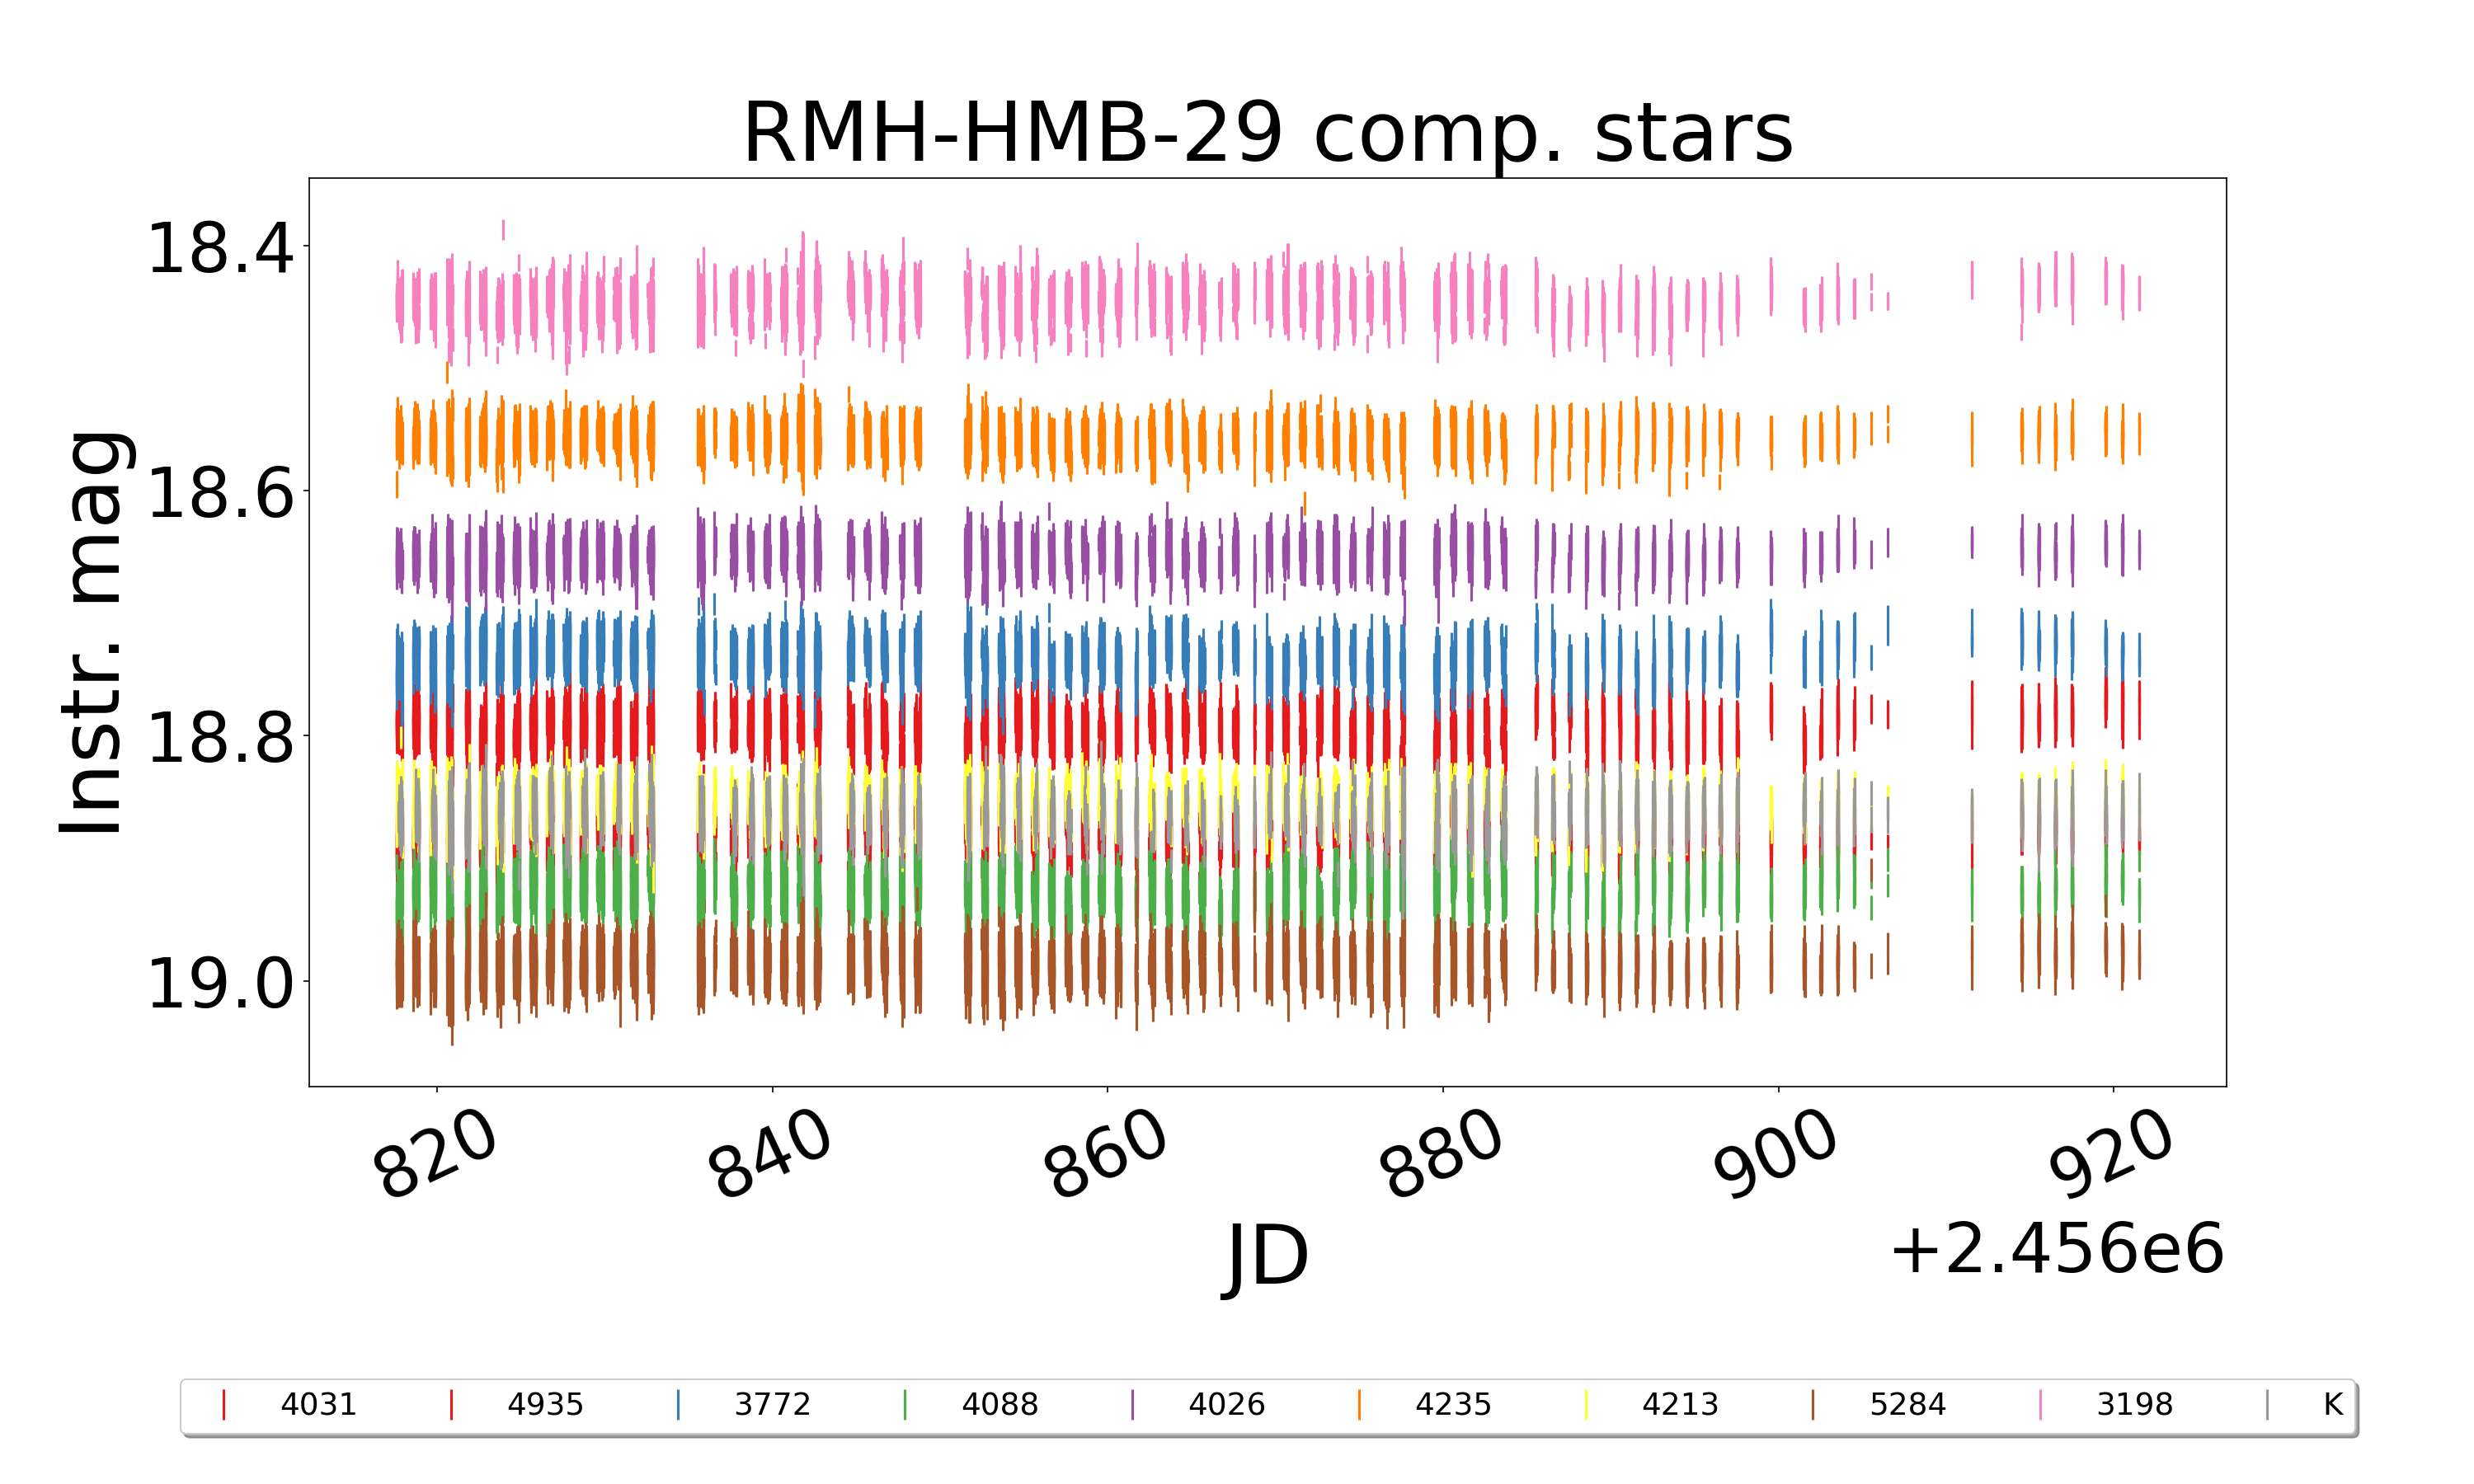 RMH-HMB-29 comp. stars
Instr. mag
18.4
18.6
18.8
19.0
820 840 860 880 900 920
JD
+2.456e6
4031 4935 3772 4088 4026 4235 4213 5284 3198 K